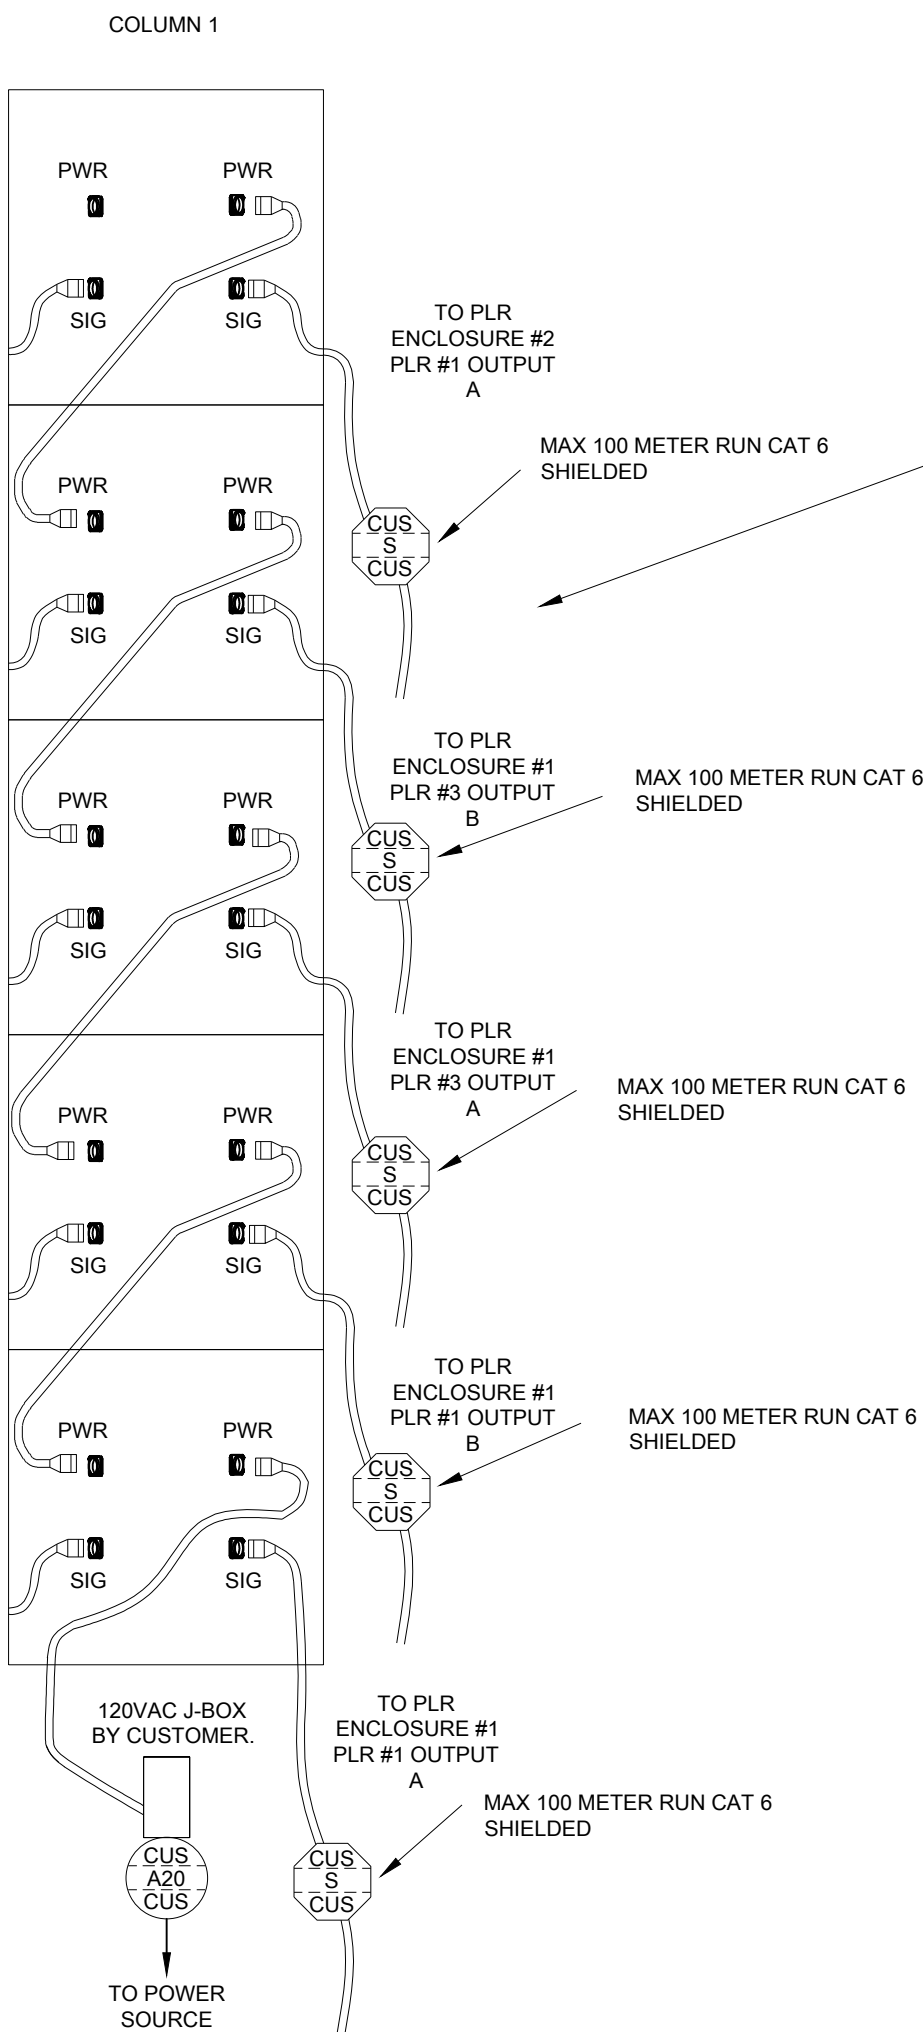 COLUMN 1
PWR
PWR
SIG
SIG
TO PLR
ENCLOSURE #2
PLR #1 OUTPUT
A
MAX 100 METER RUN CAT 6
SHIELDED
PWR
PWR
CUS
S
CUS
SIG
SIG
TO PLR
ENCLOSURE #1
PLR #3 OUTPUT
B
MAX 100 METER RUN CAT 6
SHIELDED
PWR
PWR
CUS
S
CUS
SIG
SIG
TO PLR
ENCLOSURE #1
PLR #3 OUTPUT
A
MAX 100 METER RUN CAT 6
SHIELDED
PWR
PWR
CUS
S
CUS
SIG
SIG
TO PLR
ENCLOSURE #1
PLR #1 OUTPUT
B
MAX 100 METER RUN CAT 6
SHIELDED
PWR
PWR
CUS
S
CUS
SIG
SIG
120VAC J-BOX
BY CUSTOMER.
TO PLR
ENCLOSURE #1
PLR #1 OUTPUT
A
MAX 100 METER RUN CAT 6
SHIELDED
CUS
A20
CUS
CUS
S
CUS
TO POWER
SOURCE